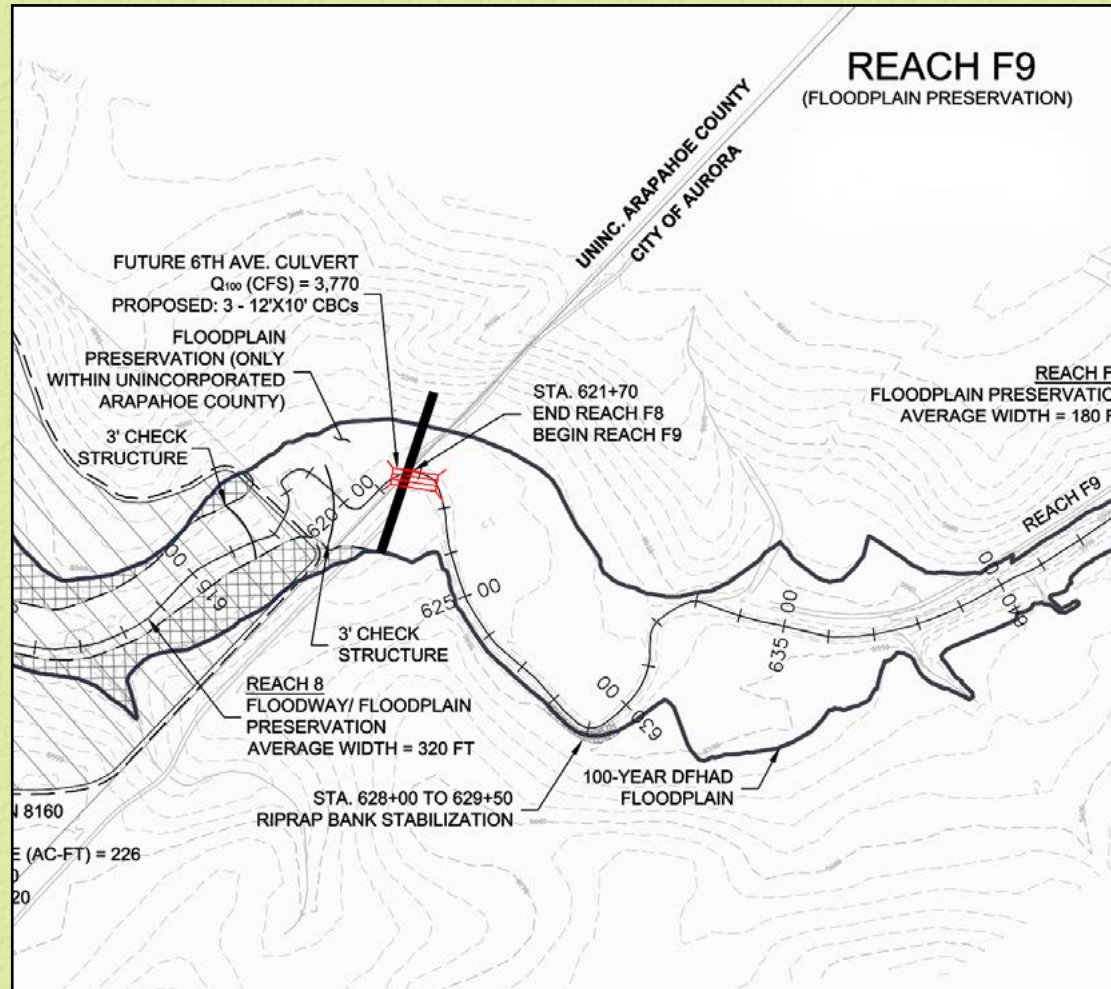 REACH F9
(FLOODPLAIN PRESERVATION)
UNINC. ARAPAHOE COUNTY
CITY OF AURORA
FUTURE 6TH AVE. CULVERT
Q100 (CFS) = 3,770
PROPOSED: 3 - 12'X10' CBCs
FLOODPLAIN
PRESERVATION (ONLY
WITHIN UNINCORPORATED
ARAPAHOE COUNTY)
3' CHECK
STRUCTURE
STA. 621+70
END REACH F8
BEGIN REACH F9
REACH F
FLOODPLAIN PRESERVATIO
AVERAGE WIDTH = 180 F
REACH F9
615+00
620+00
625+00
630+00
635+00
640+00
3' CHECK
STRUCTURE
REACH 8
FLOODWAY/ FLOODPLAIN
PRESERVATION
AVERAGE WIDTH = 320 FT
100-YEAR DFHAD
FLOODPLAIN
STA. 628+00 TO 629+50
RIPRAP BANK STABILIZATION
N 8160
E (AC-FT) = 226
0
20